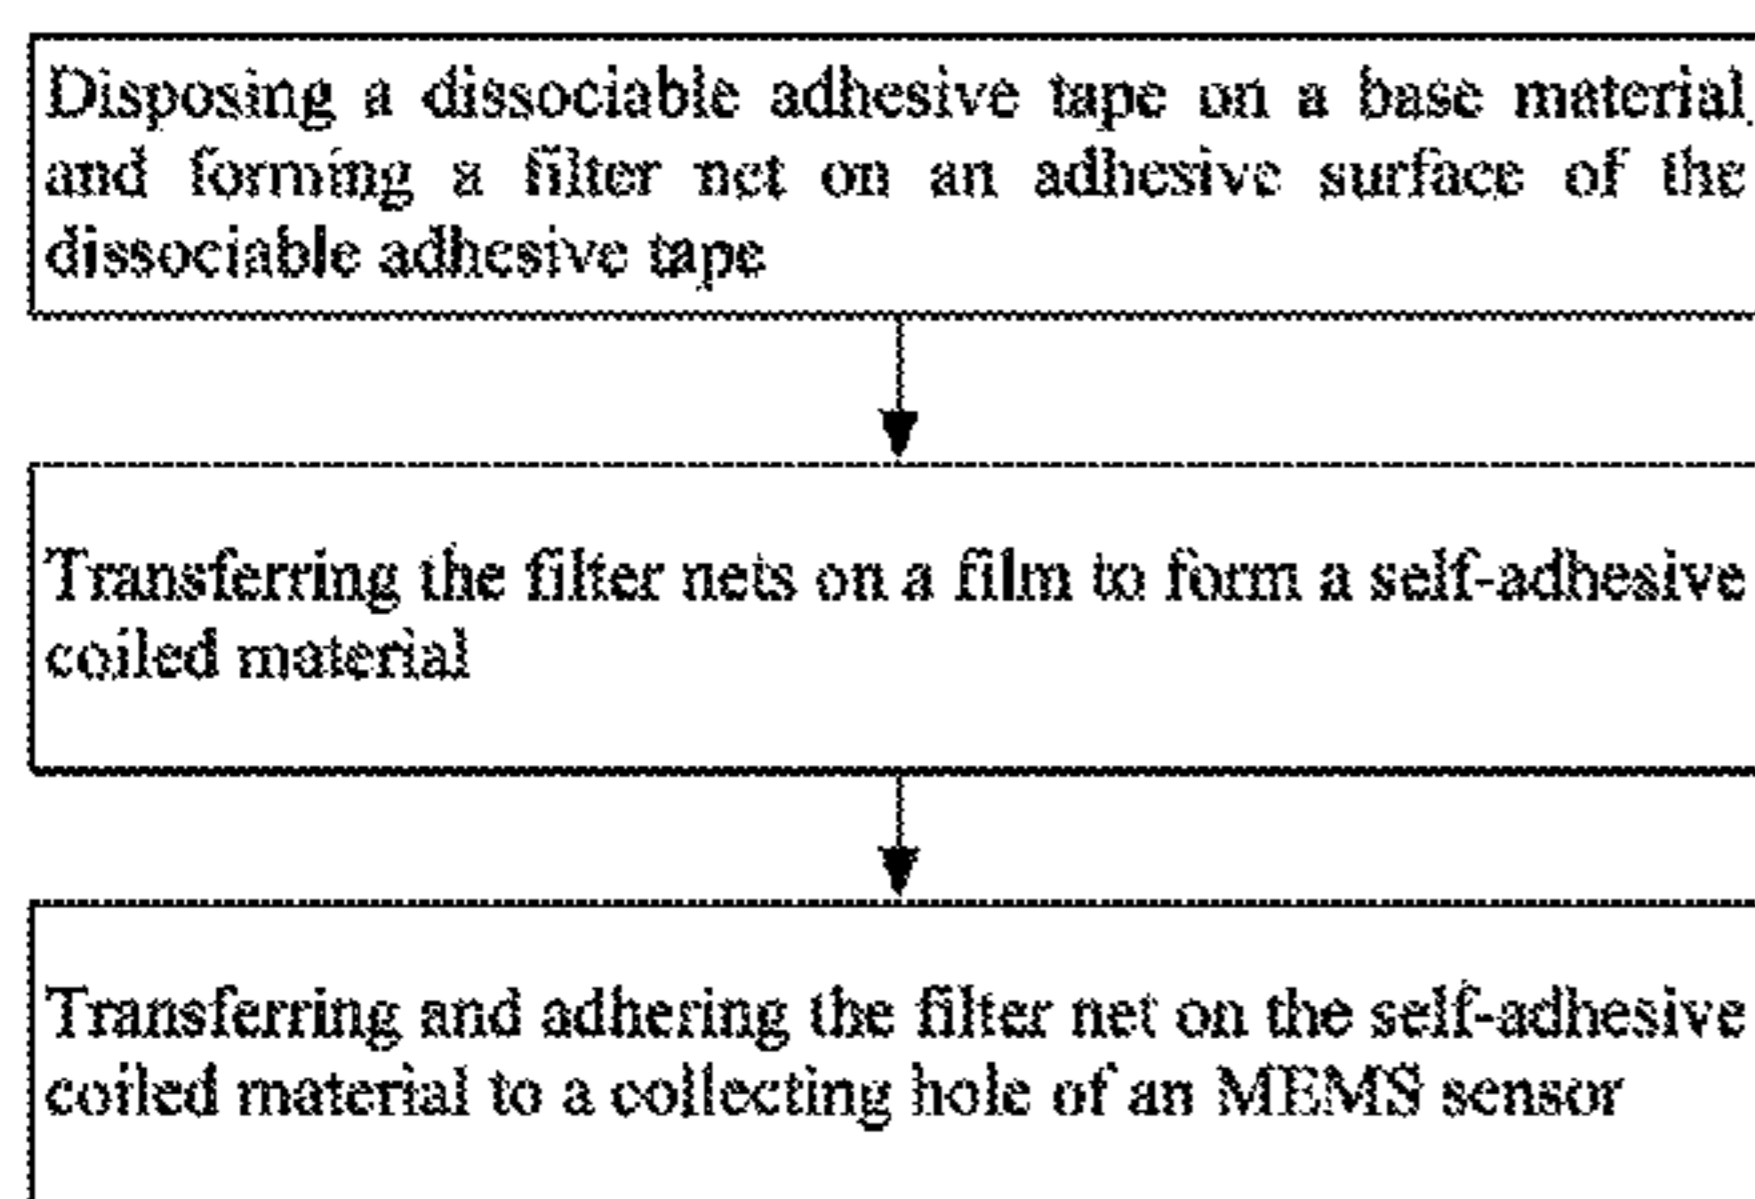 Disposing a dissociable adhesive tape on a base material,
and forming a filter net on an adhesive surface of the
dissociable adhesive tape
Transferring the filter nets on a film to form a self-adhesive
coiled material
Transferring and adhering the filter net on the self-adhesive
coiled material to a collecting hole of an MEMS sensor